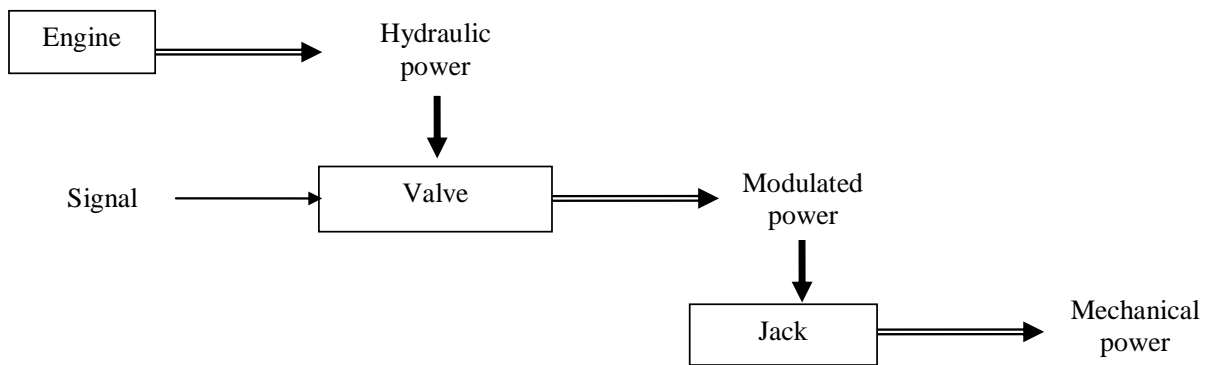 Engine
Hydraulic
power
Signal
Valve
Modulated
power
Jack
Mechanical
power